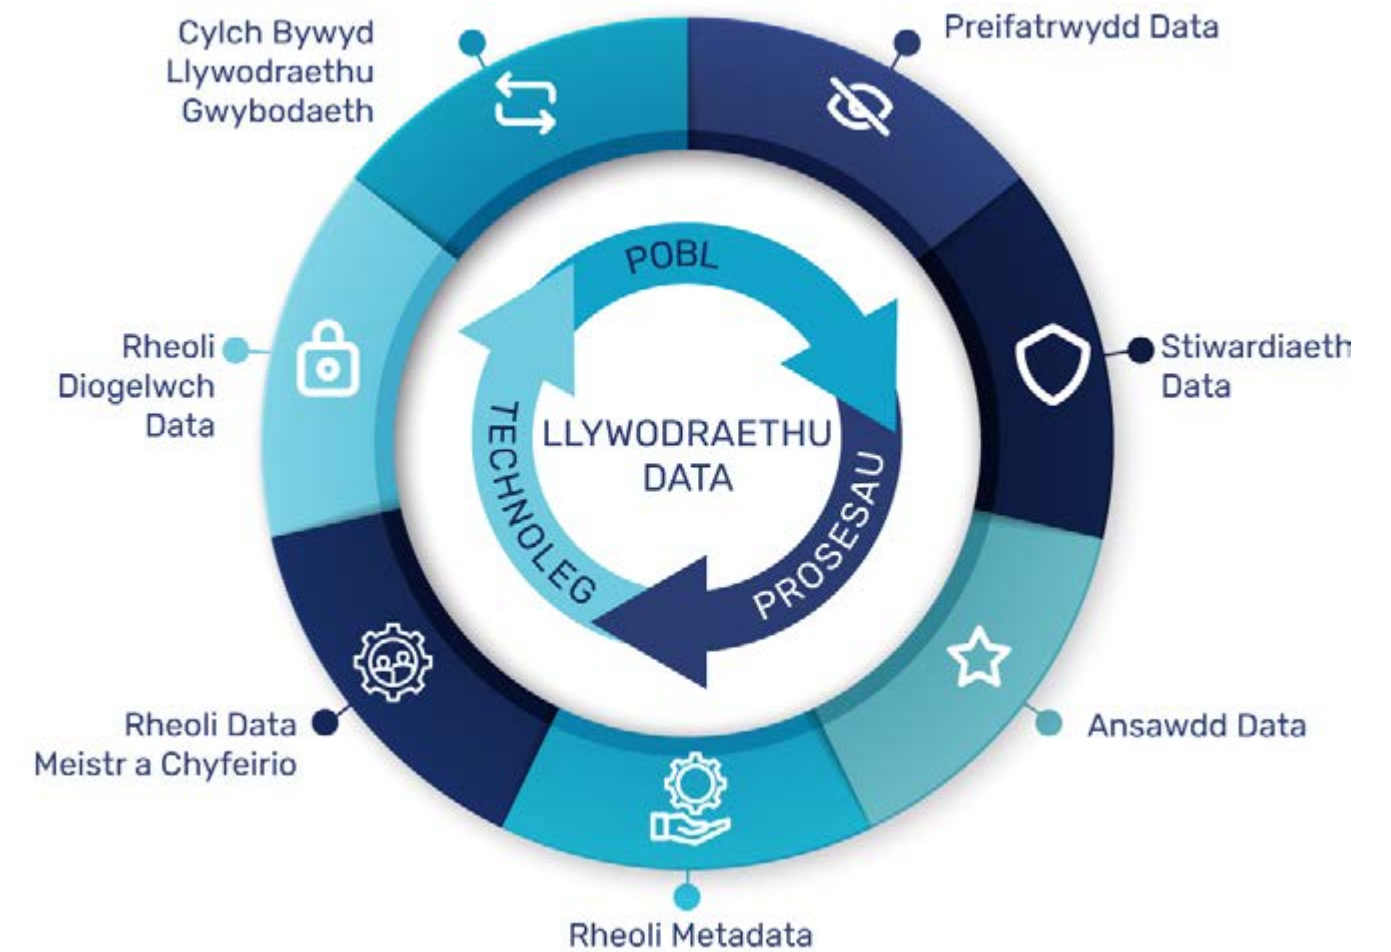 Cylch Bywyd
Llywodraethu
Gwybodaeth
Preifatrwydd Data
Stiwardiaeth
Data
Ansawdd Data
Rheoli Metadata
Rheoli Data
Meistr a Chyfeirio
Rheoli
Diogelwch
Data
POBL
PROSESAU
TECHNOLEG
LLYWODRAETHU
DATA